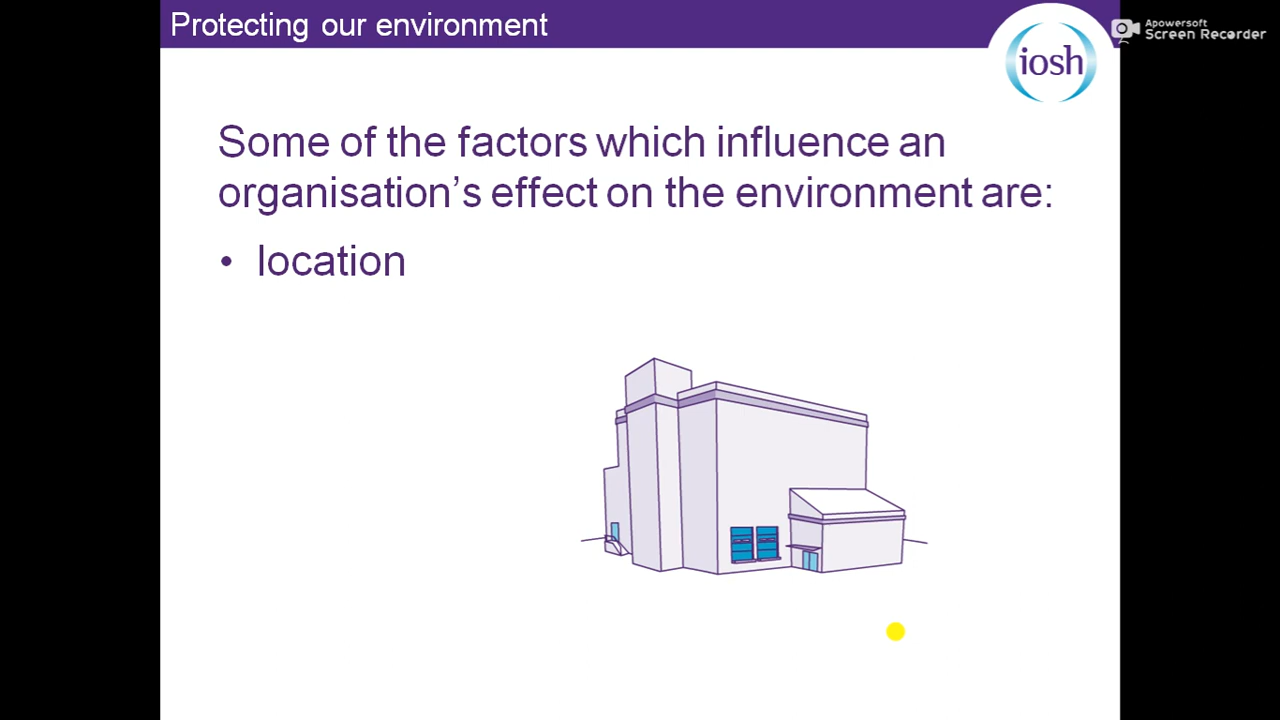 Protecting our environment
Apowersoft
Screen Recorder
iosh
Some of the factors which influence an
organisation’s effect on the environment are:
• location